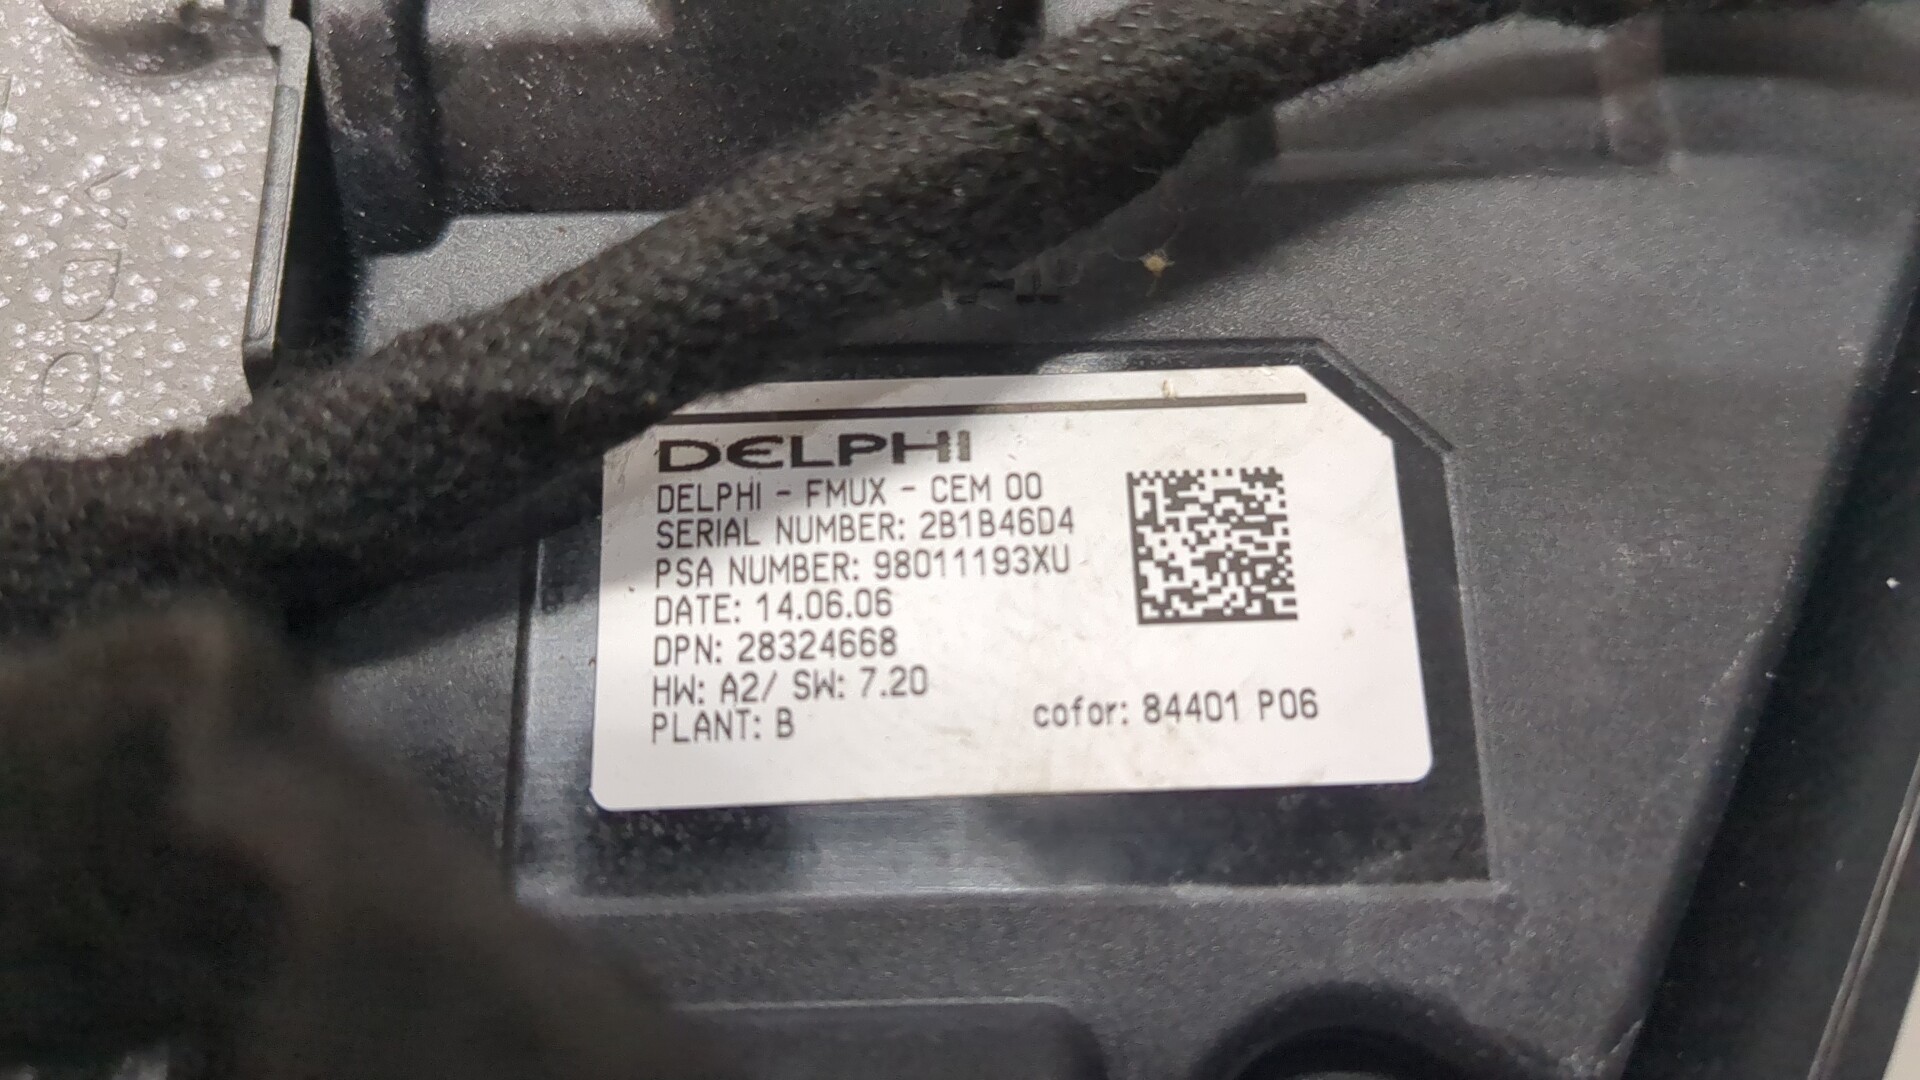 VDO
DELPHI
DELPHI - FMUX - CEM 00
SERIAL NUMBER: 2B1B46D4
PSA NUMBER: 98011193XU
DATE: 14.06.06
DPN: 28324668
HW: A2/ SW: 7.20
PLANT: B
cofor: 84401 P06